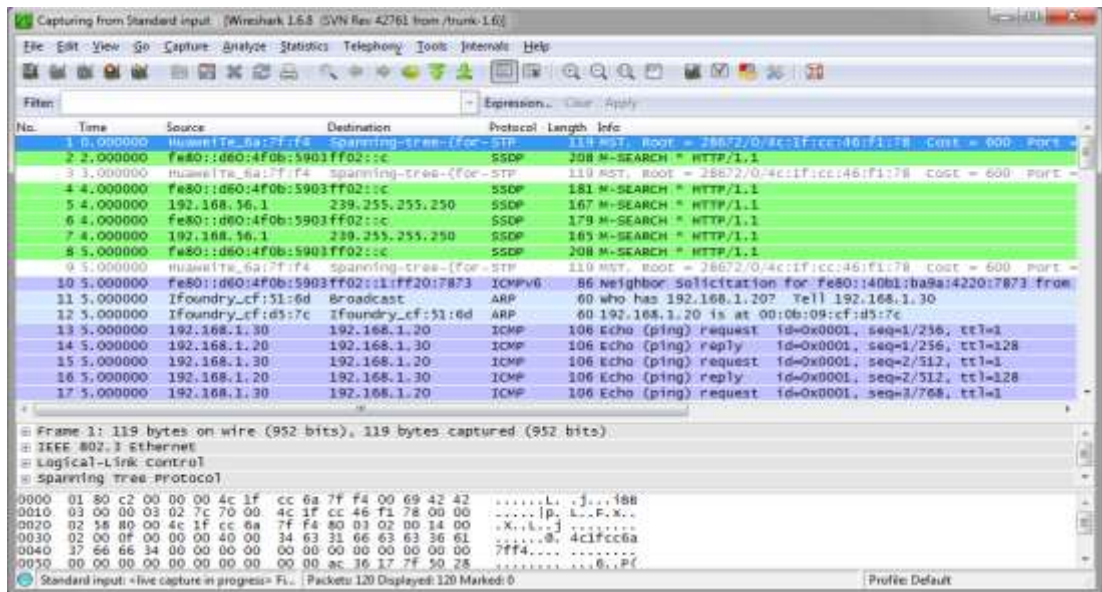 Capturing from Standard input [Wireshark 1.6.8 (SVN Rev 42761 from /trunk-1.6)]
File Edit View Go Capture Analyze Statistics Telephony Tools Internals Help
Filter: Expression... Clear Apply
No. Time Source Destination Protocol Length Info
1 0.000000 HuaweiTe_6a:7f:f4 Spanning-tree-(for- STP 119 MST. Root = 28672/0/4c:1f:cc:46:f1:78 Cost = 600 Port =
2 2.000000 fe80::d60:4f0b:5903 ff02::c SSDP 208 M-SEARCH * HTTP/1.1
3 3.000000 HuaweiTe_6a:7f:f4 Spanning-tree-(for- STP 119 MST. Root = 28672/0/4c:1f:cc:46:f1:78 Cost = 600 Port =
4 4.000000 fe80::d60:4f0b:5903 ff02::c SSDP 181 M-SEARCH * HTTP/1.1
5 4.000000 192.168.56.1 239.255.255.250 SSDP 167 M-SEARCH * HTTP/1.1
6 4.000000 fe80::d60:4f0b:5903 ff02::c SSDP 179 M-SEARCH * HTTP/1.1
7 4.000000 192.168.56.1 239.255.255.250 SSDP 165 M-SEARCH * HTTP/1.1
8 5.000000 fe80::d60:4f0b:5903 ff02::c SSDP 208 M-SEARCH * HTTP/1.1
9 5.000000 HuaweiTe_6a:7f:f4 Spanning-tree-(for- STP 119 MST. Root = 28672/0/4c:1f:cc:46:f1:78 Cost = 600 Port =
10 5.000000 fe80::d60:4f0b:5903 ff02::1:ff20:7873 ICMPv6 86 Neighbor Solicitation for fe80::40b1:ba9a:4220:7873 from
11 5.000000 Ifoundry_cf:51:6d Broadcast ARP 60 who has 192.168.1.20? Tell 192.168.1.30
12 5.000000 Ifoundry_cf:d5:7c Ifoundry_cf:51:6d ARP 60 192.168.1.20 is at 00:0b:09:cf:d5:7c
13 5.000000 192.168.1.30 192.168.1.20 ICMP 106 Echo (ping) request id=0x0001, seq=1/256, ttl=1
14 5.000000 192.168.1.20 192.168.1.30 ICMP 106 Echo (ping) reply id=0x0001, seq=1/256, ttl=128
15 5.000000 192.168.1.30 192.168.1.20 ICMP 106 Echo (ping) request id=0x0001, seq=2/512, ttl=1
16 5.000000 192.168.1.20 192.168.1.30 ICMP 106 Echo (ping) reply id=0x0001, seq=2/512, ttl=128
17 5.000000 192.168.1.30 192.168.1.20 ICMP 106 Echo (ping) request id=0x0001, seq=3/768, ttl=1
Frame 1: 119 bytes on wire (952 bits), 119 bytes captured (952 bits)
IEEE 802.3 Ethernet
Logical-Link Control
Spanning Tree Protocol
0000 01 80 c2 00 00 00 4c 1f cc 6a 7f f4 00 69 42 42 ......L. .j...iBB
0010 03 00 00 03 02 7c 70 00 4c 1f cc 46 f1 78 00 00 .....|p. L..F.x..
0020 02 58 80 00 4c 1f cc 6a 7f f4 80 03 02 00 14 00 .X..L..j ........
0030 02 00 0f 00 00 00 40 00 34 63 31 66 63 63 36 61 ......@. 4c1fcc6a
0040 37 66 66 34 00 00 00 00 00 00 00 00 00 00 00 00 7ff4.... ........
0050 00 00 00 00 00 00 00 00 00 00 ac 36 17 7f 50 28 ........ ...6..P(
Standard input: <live capture in progress> Fi... Packets: 120 Displayed: 120 Marked: 0 Profile: Default